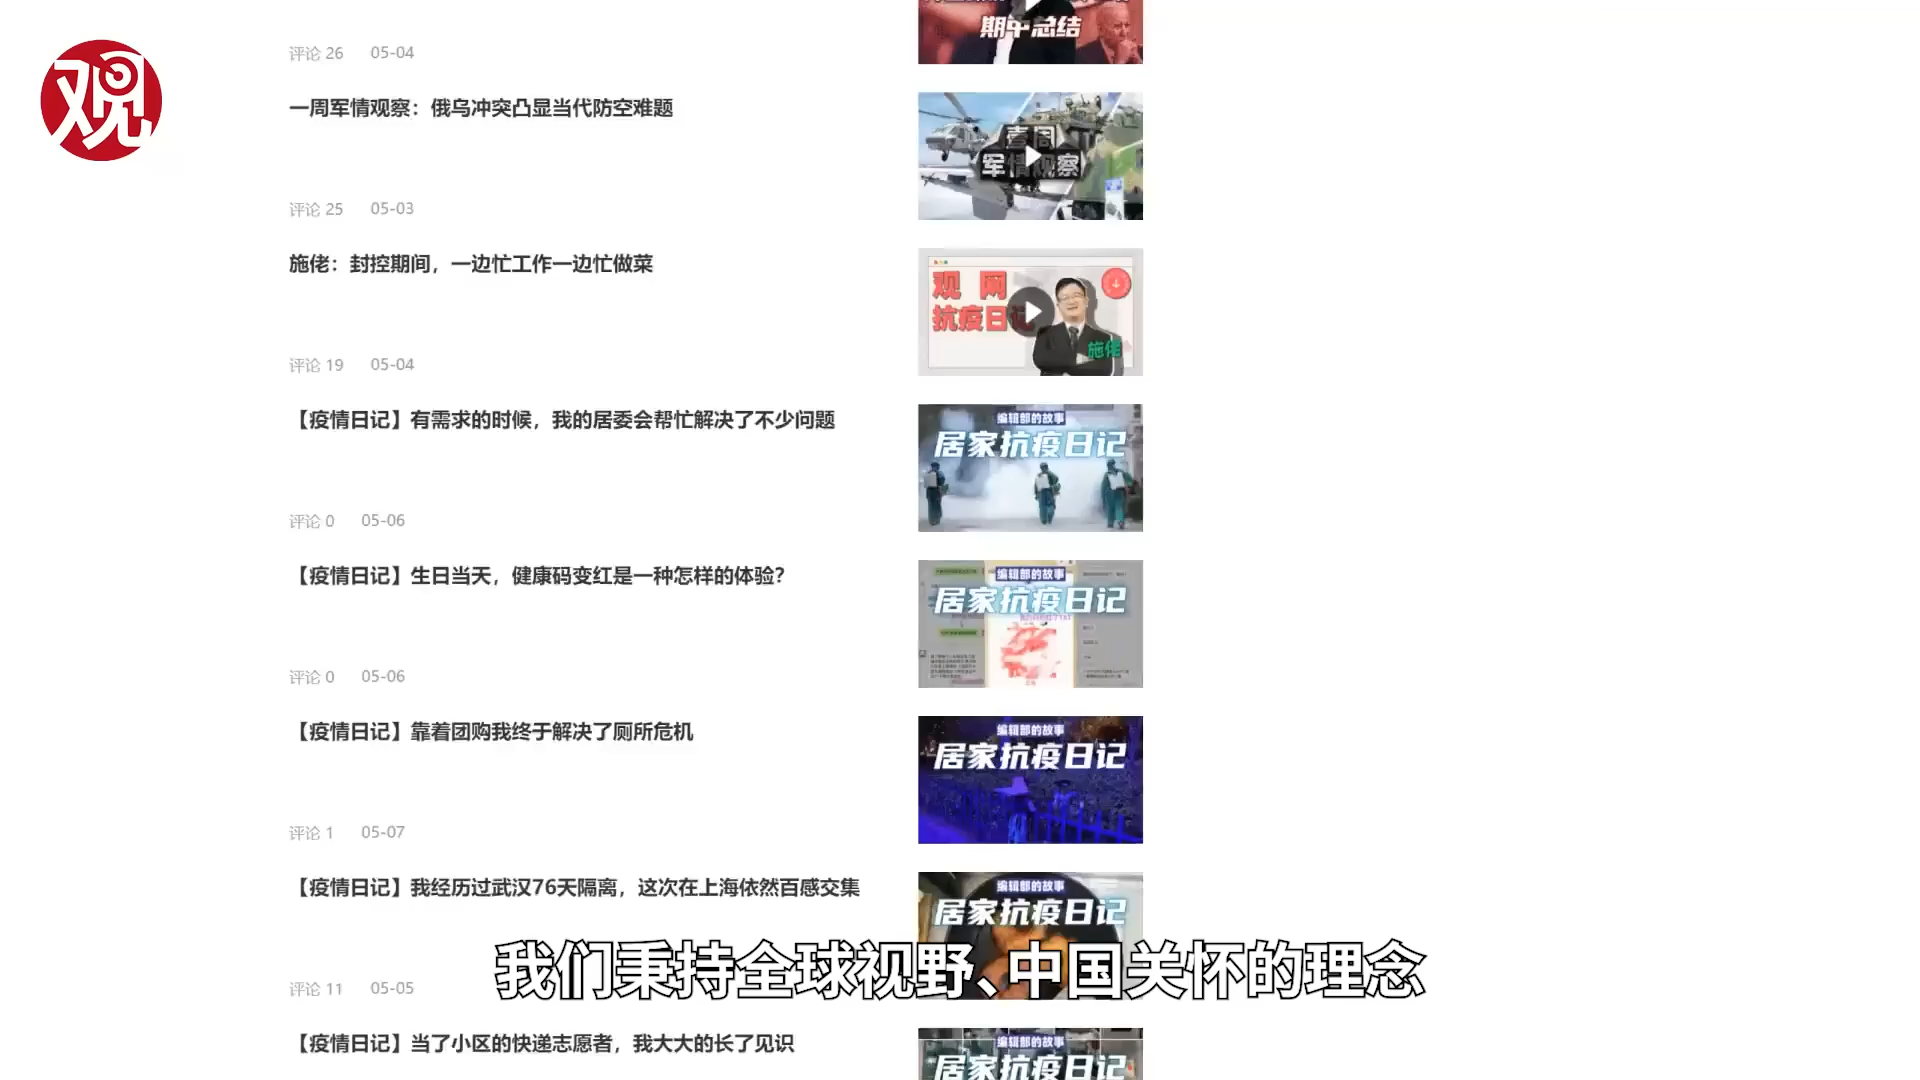 期中总结
评论 26 05-04
观
一周军情观察：俄乌冲突凸显当代防空难题
壹周
军情观察
评论 25 05-03
施佬：封控期间，一边忙工作一边忙做菜
观 网
抗疫日记
施佬
评论 19 05-04
【疫情日记】有需求的时候，我的居委会帮忙解决了不少问题
编辑部的故事
居家抗疫日记
评论 0 05-06
【疫情日记】生日当天，健康码变红是一种怎样的体验？
编辑部的故事
居家抗疫日记
评论 0 05-06
【疫情日记】靠着团购我终于解决了厕所危机
编辑部的故事
居家抗疫日记
评论 1 05-07
【疫情日记】我经历过武汉76天隔离，这次在上海依然百感交集
编辑部的故事
居家抗疫日记
我们秉持全球视野、中国关怀的理念
评论 11 05-05
【疫情日记】当了小区的快递志愿者，我大大的长了见识
编辑部的故事
居家抗疫日记